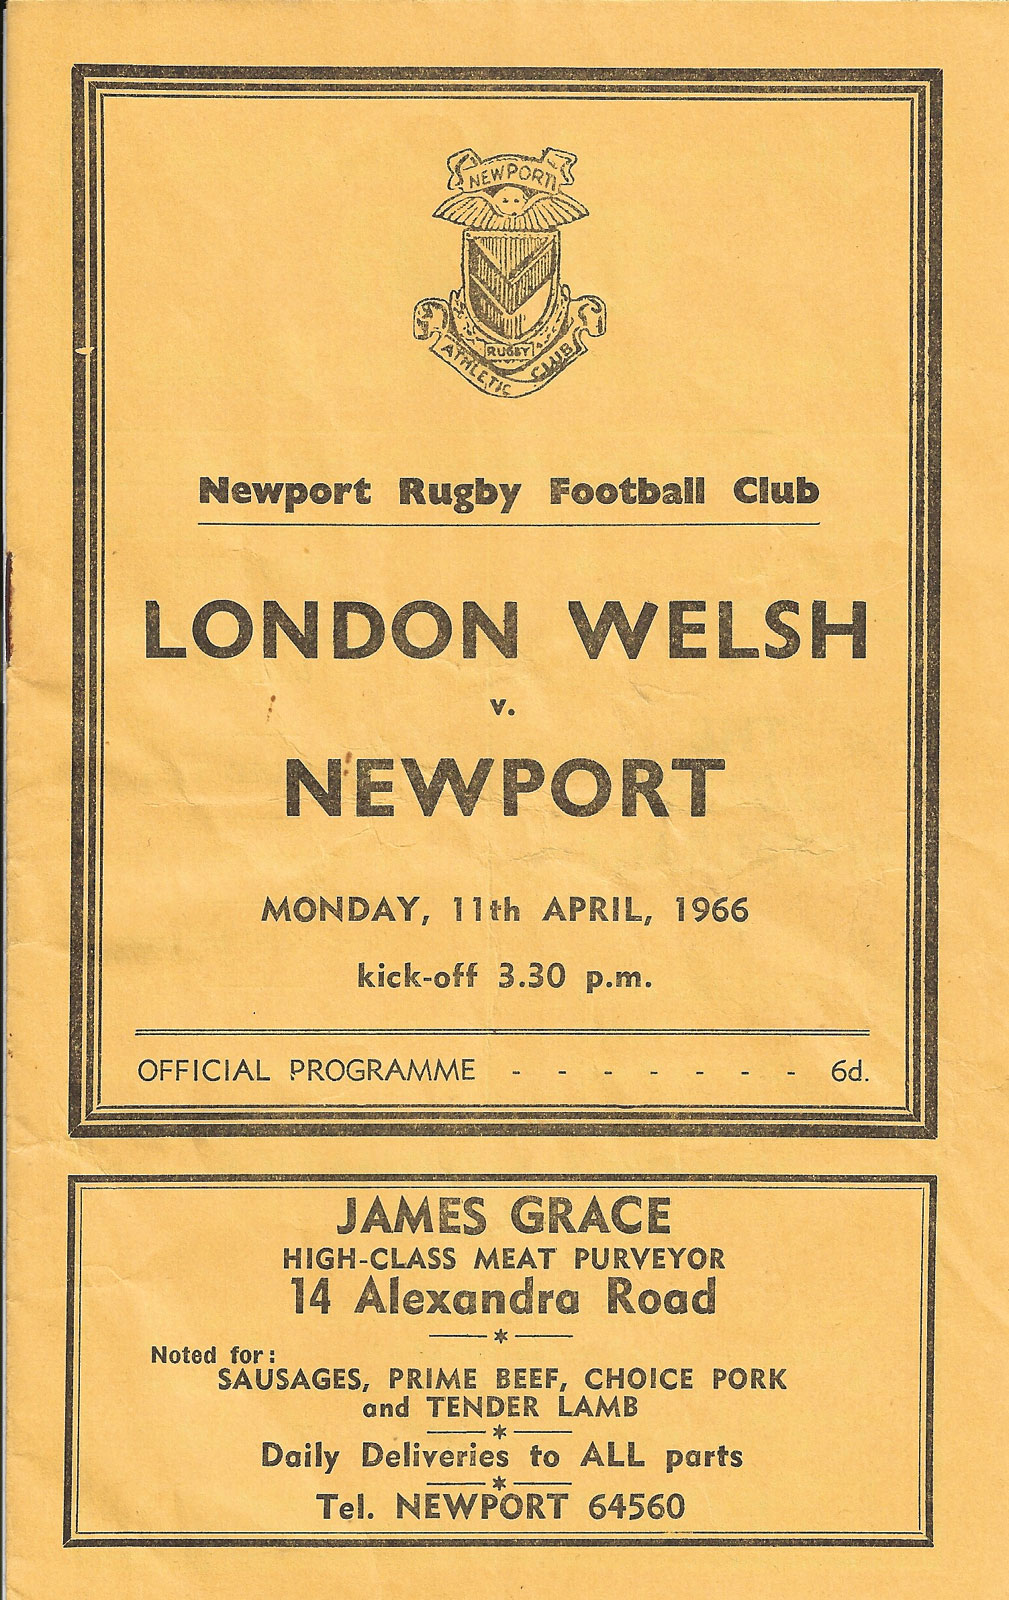 NEWPORT
RUGBY
ATHLETIC CLUB
Newport Rugby Football Club
LONDON WELSH
v.
NEWPORT
MONDAY, 11th APRIL, 1966
kick-off 3.30 p.m.
OFFICIAL PROGRAMME - - - - - - - 6d.
JAMES GRACE
HIGH-CLASS MEAT PURVEYOR
14 Alexandra Road
Noted for:
SAUSAGES, PRIME BEEF, CHOICE PORK
and TENDER LAMB
Daily Deliveries to ALL parts
Tel. NEWPORT 64560